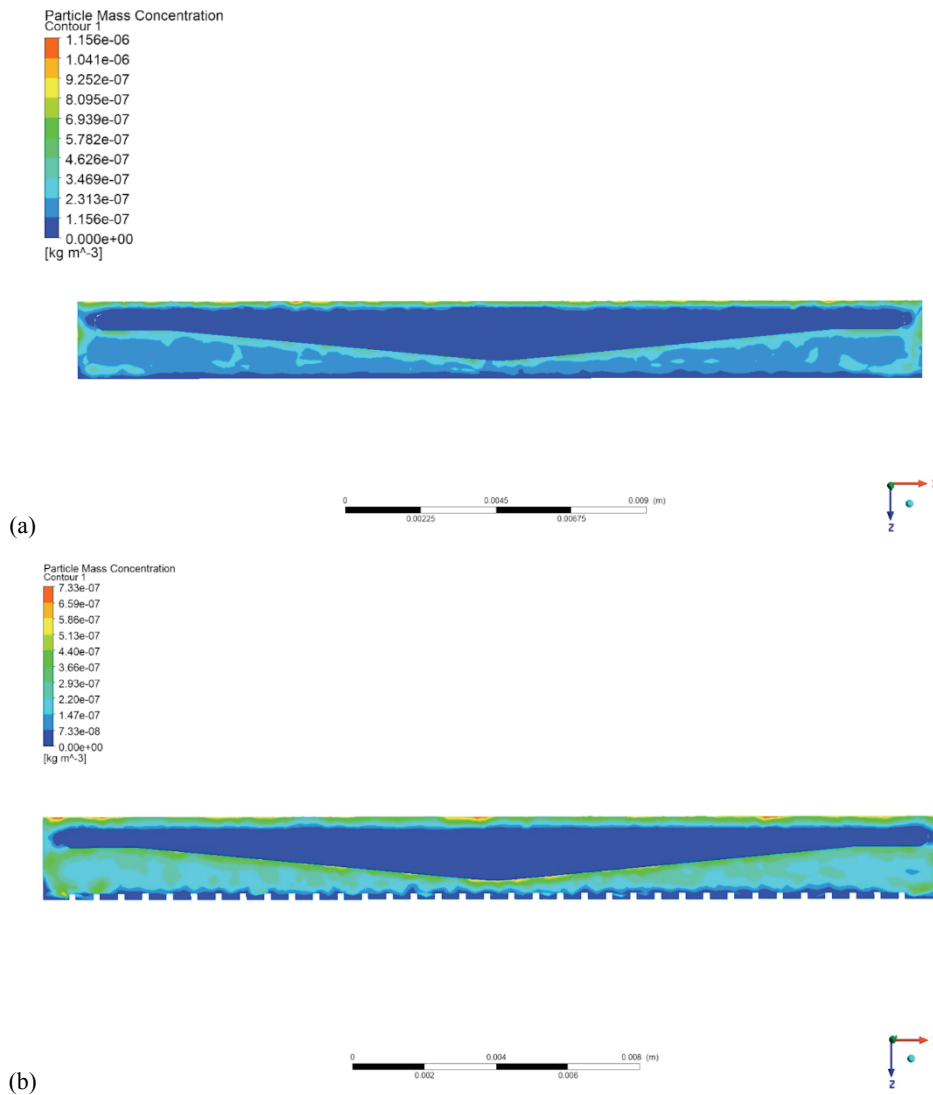 Particle Mass Concentration
Contour 1
1.156e-06
1.041e-06
9.252e-07
8.095e-07
6.939e-07
5.782e-07
4.626e-07
3.469e-07
2.313e-07
1.156e-07
0.000e+00
[kg m^-3]
0 0.0045 0.009 (m)
0.00225 0.00675
Z
(a)
Particle Mass Concentration
Contour 1
7.33e-07
6.59e-07
5.86e-07
5.13e-07
4.40e-07
3.66e-07
2.93e-07
2.20e-07
1.47e-07
7.33e-08
0.00e+00
[kg m^-3]
0 0.004 0.008 (m)
0.002 0.006
Z
(b)